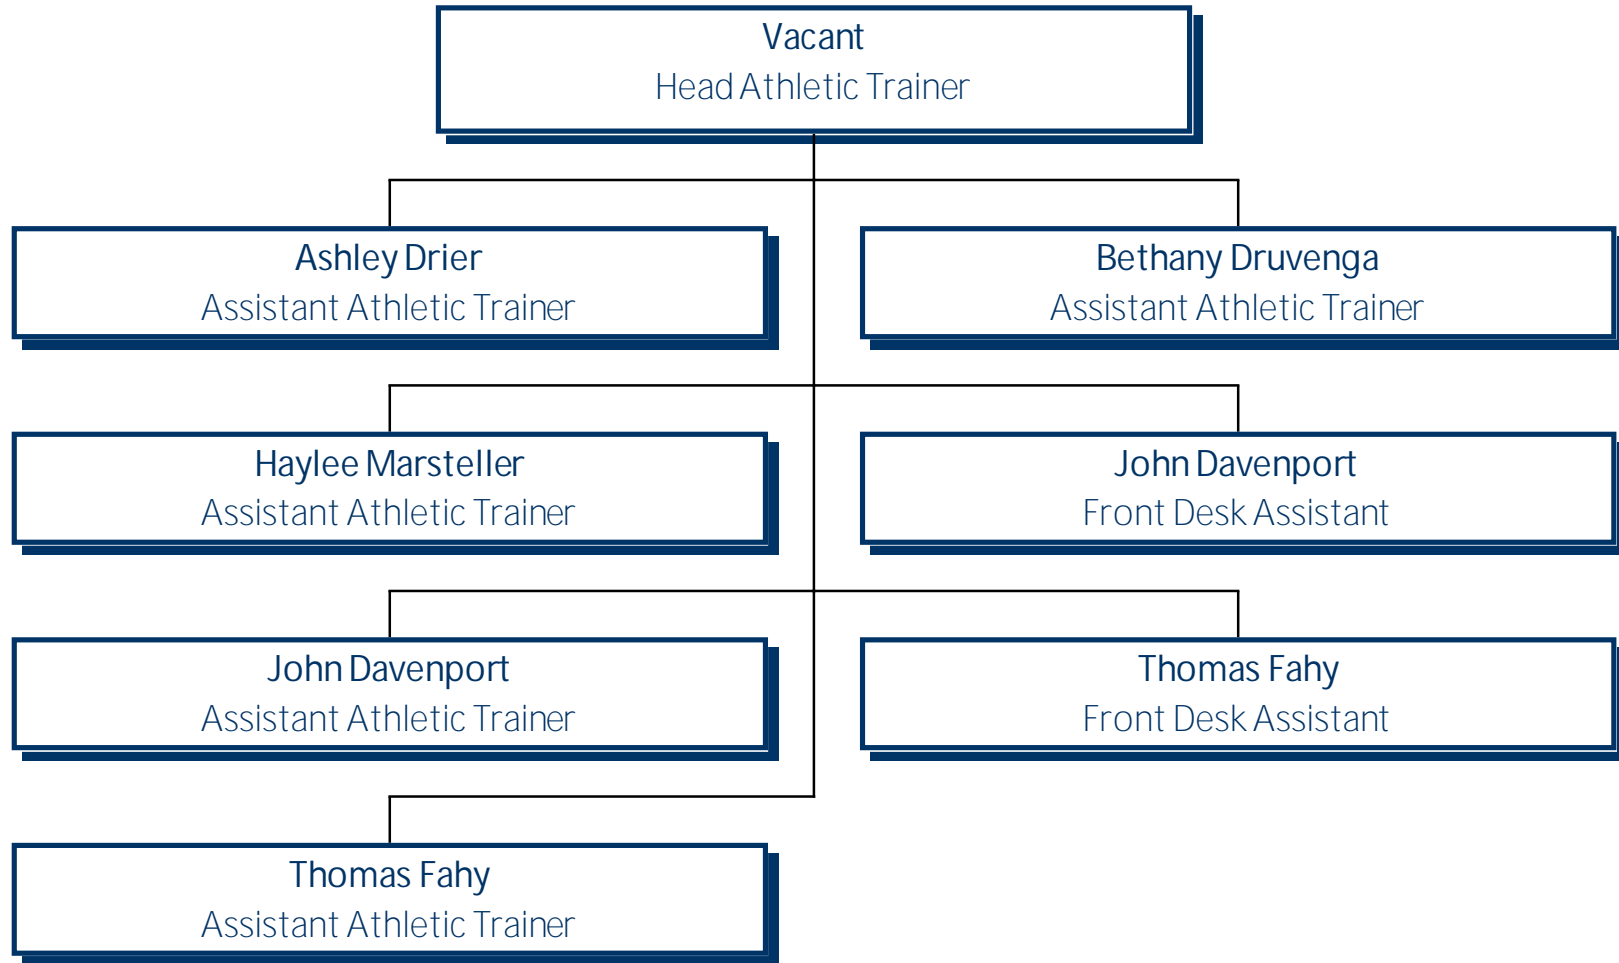 Vacant
Head Athletic Trainer
Ashley Drier
Assistant Athletic Trainer
Bethany Druvenga
Assistant Athletic Trainer
Haylee Marsteller
Assistant Athletic Trainer
John Davenport
Front Desk Assistant
John Davenport
Assistant Athletic Trainer
Thomas Fahy
Front Desk Assistant
Thomas Fahy
Assistant Athletic Trainer